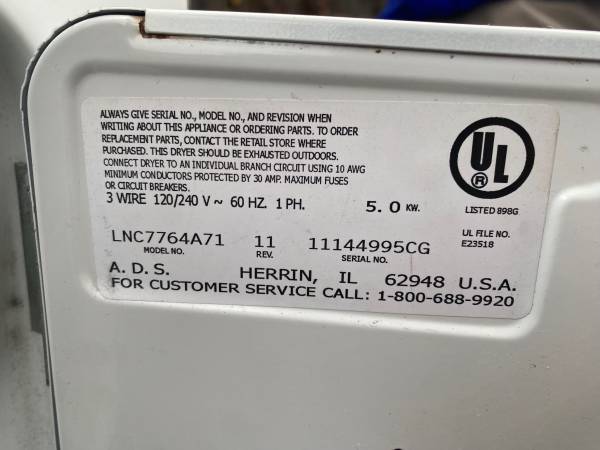 ALWAYS GIVE SERIAL NO., MODEL NO., AND REVISION WHEN
WRITING ABOUT THIS APPLIANCE OR ORDERING PARTS. TO ORDER
REPLACEMENT PARTS, CONTACT THE RETAIL STORE WHERE
PURCHASED. THIS DRYER SHOULD BE EXHAUSTED OUTDOORS.
CONNECT DRYER TO AN INDIVIDUAL BRANCH CIRCUIT USING 10 AWG
MINIMUM CONDUCTORS PROTECTED BY 30 AMP. MAXIMUM FUSES
OR CIRCUIT BREAKERS.
3 WIRE 120/240 V ~ 60 HZ. 1 PH. 5.0 KW.
UL
®
LISTED 898G
UL FILE NO.
E23518
LNC7764A71 11 11144995CG
MODEL NO. REV. SERIAL NO.
A. D. S. HERRIN, IL 62948 U.S.A.
FOR CUSTOMER SERVICE CALL: 1-800-688-9920